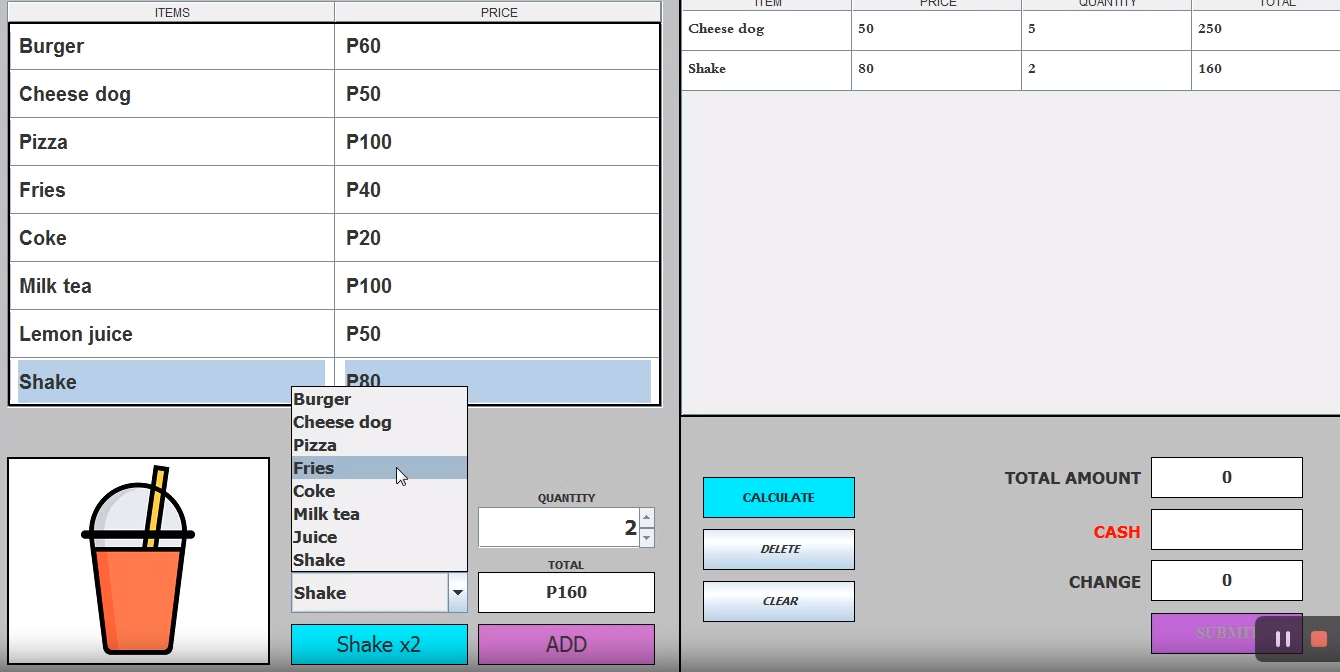 ITEMS PRICE
Burger P60
Cheese dog P50
Pizza P100
Fries P40
Coke P20
Milk tea P100
Lemon juice P50
Shake P80
ITEM PRICE QUANTITY TOTAL
Cheese dog 50 5 250
Shake 80 2 160
Burger
Cheese dog
Pizza
Fries
Coke
Milk tea
Juice
Shake
Shake
Shake x2
QUANTITY
2
TOTAL
P160
ADD
CALCULATE
DELETE
CLEAR
TOTAL AMOUNT 0
CASH
CHANGE 0